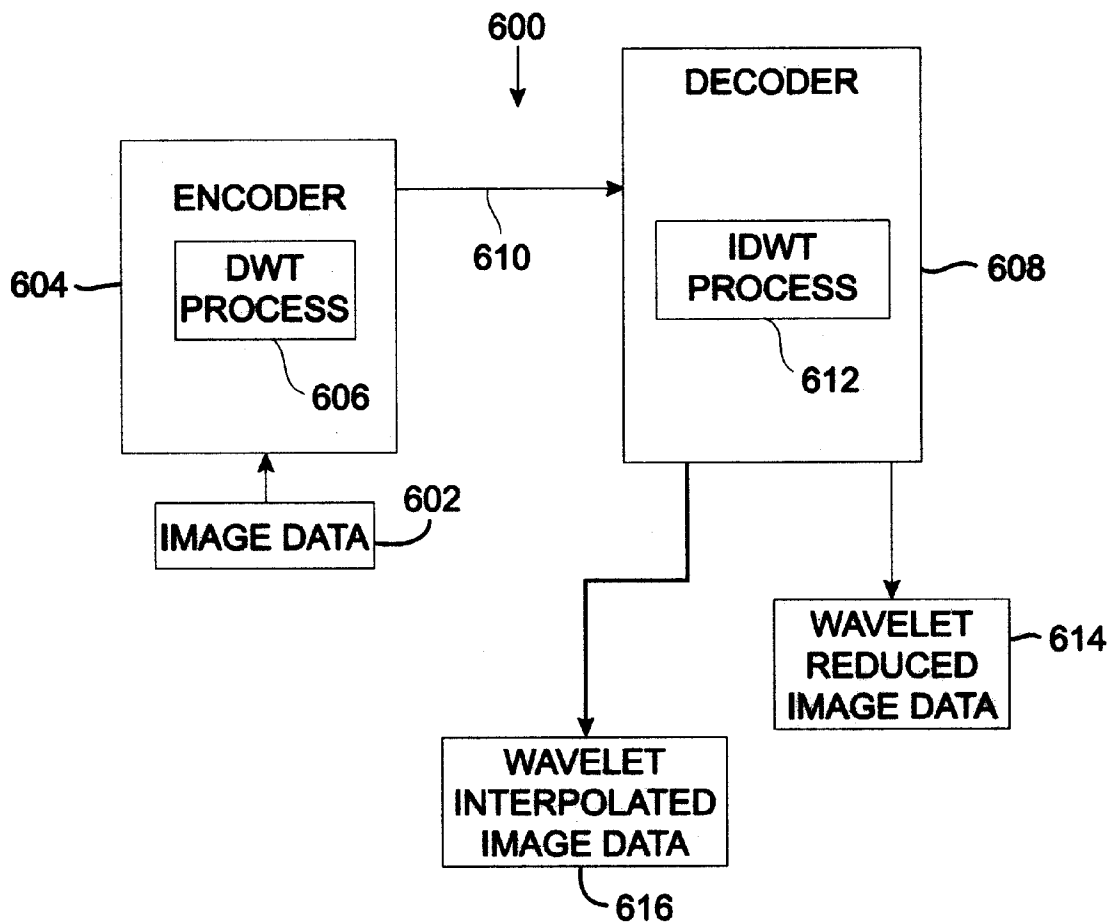 600
DECODER
ENCODER
DWT
PROCESS
604
606
610
IDWT
PROCESS
608
612
IMAGE DATA
602
WAVELET
REDUCED
IMAGE DATA
614
WAVELET
INTERPOLATED
IMAGE DATA
616